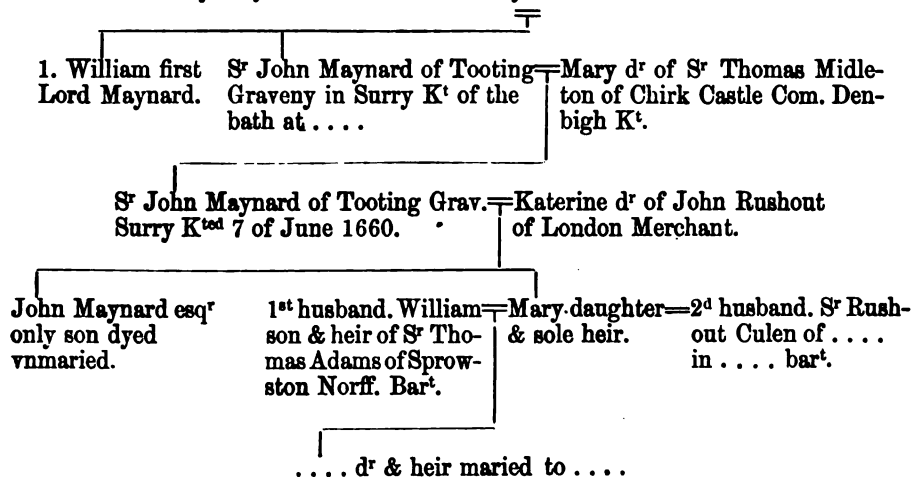 1. William first
Lord Maynard.
Sʳ John Maynard of Tooting
Graveny in Surry Kᵗ of the
bath at . . . .
Mary dʳ of Sʳ Thomas Midle-
ton of Chirk Castle Com. Den-
bigh Kᵗ.
Sʳ John Maynard of Tooting Grav.
Surry Kᵗᵉᵈ 7 of June 1660.
Katerine dʳ of John Rushout
of London Merchant.
John Maynard esqʳ
only son dyed
vnmaried.
1ˢᵗ husband. William
son & heir of Sʳ Tho-
mas Adams of Sprow-
ston Norff. Barᵗ.
Mary daughter
& sole heir.
2ᵈ husband. Sʳ Rush-
out Culen of . . . .
in . . . . barᵗ.
. . . . dʳ & heir maried to . . . .